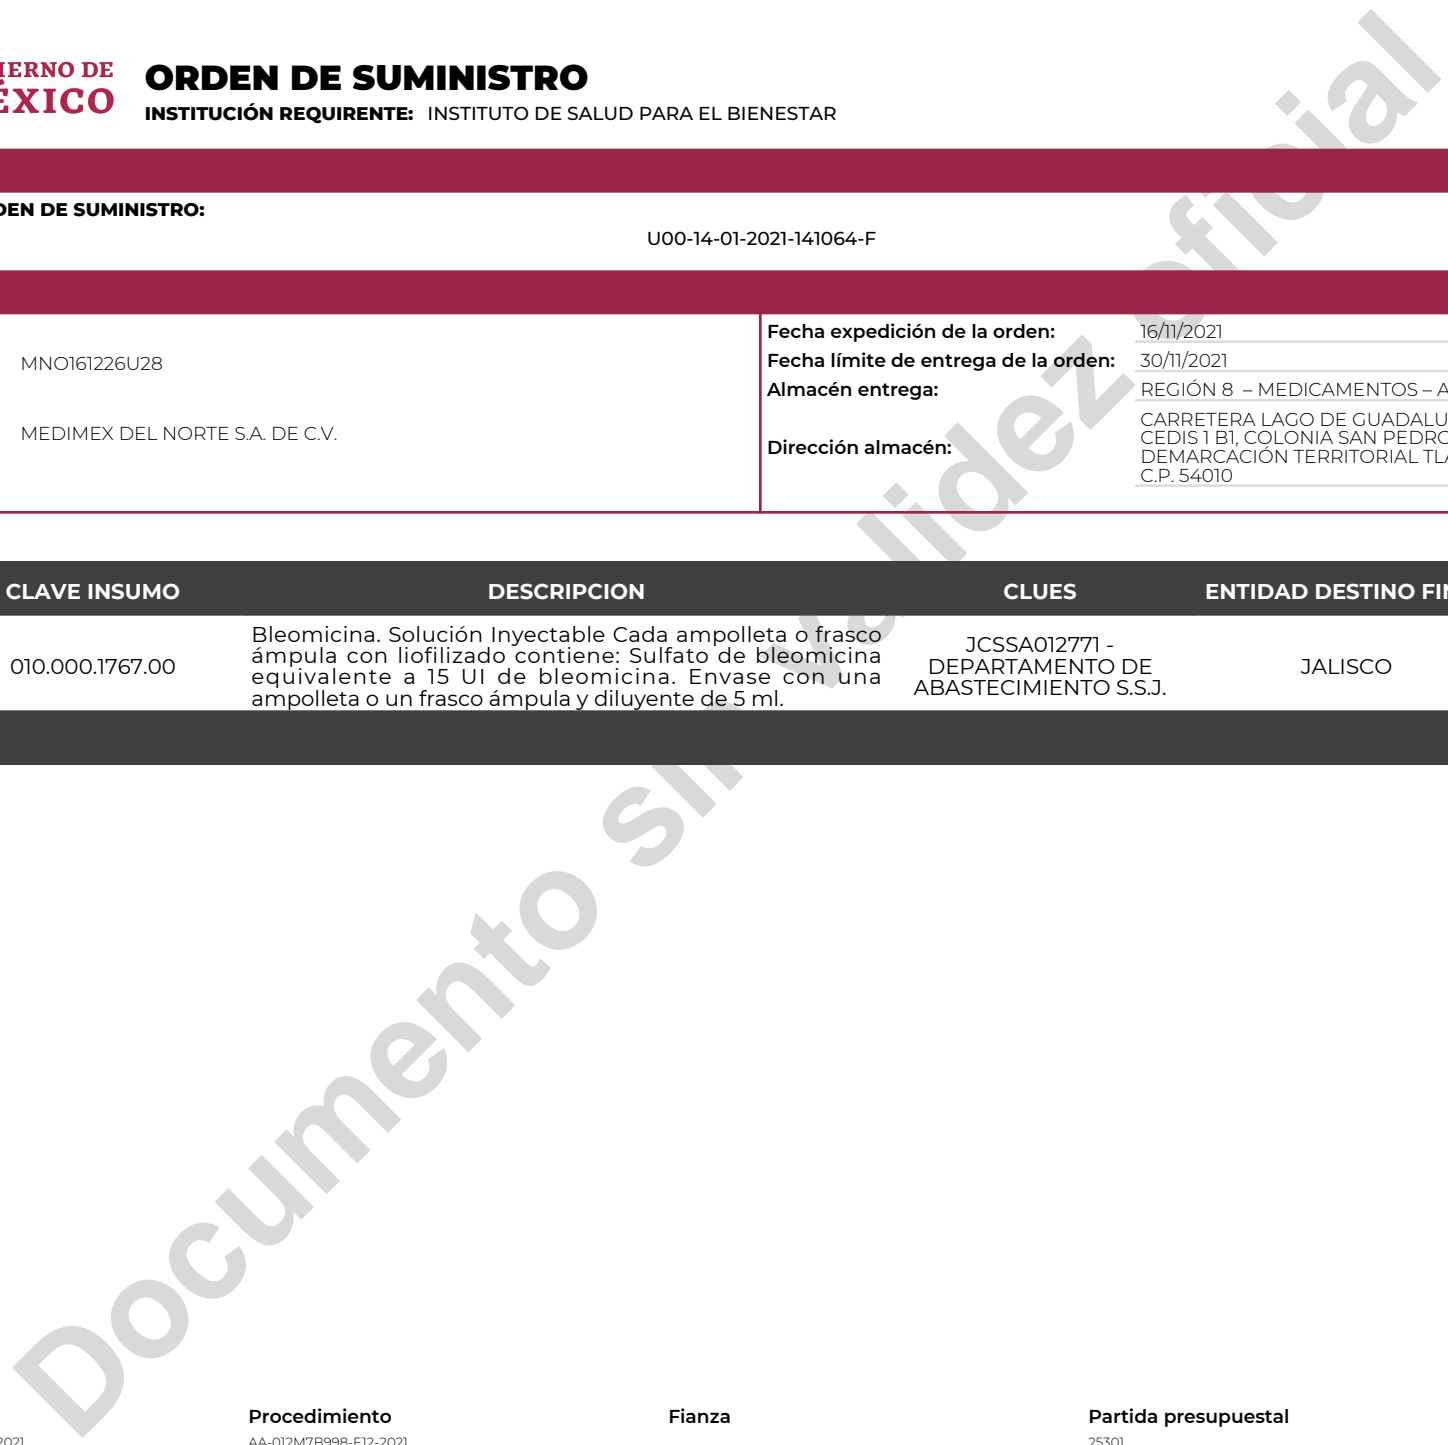 IERNO DE
ÉXICO
ORDEN DE SUMINISTRO
INSTITUCIÓN REQUIRENTE: INSTITUTO DE SALUD PARA EL BIENESTAR
DEN DE SUMINISTRO:
U00-14-01-2021-141064-F
MNO161226U28
MEDIMEX DEL NORTE S.A. DE C.V.
Fecha expedición de la orden: 16/11/2021
Fecha límite de entrega de la orden: 30/11/2021
Almacén entrega: REGIÓN 8 – MEDICAMENTOS – A
Dirección almacén:
CARRETERA LAGO DE GUADALU
CEDIS 1 B1, COLONIA SAN PEDRO
DEMARCACIÓN TERRITORIAL TLA
C.P. 54010
CLAVE INSUMO DESCRIPCION CLUES ENTIDAD DESTINO FIN
010.000.1767.00
Bleomicina. Solución Inyectable Cada ampolleta o frasco
ámpula con liofilizado contiene: Sulfato de bleomicina
equivalente a 15 UI de bleomicina. Envase con una
ampolleta o un frasco ámpula y diluyente de 5 ml.
JCSSA012771 -
DEPARTAMENTO DE
ABASTECIMIENTO S.S.J.
JALISCO
Documento sin validez oficial
Procedimiento Fianza Partida presupuestal
2021 AA-012M7B998-E12-2021 25301